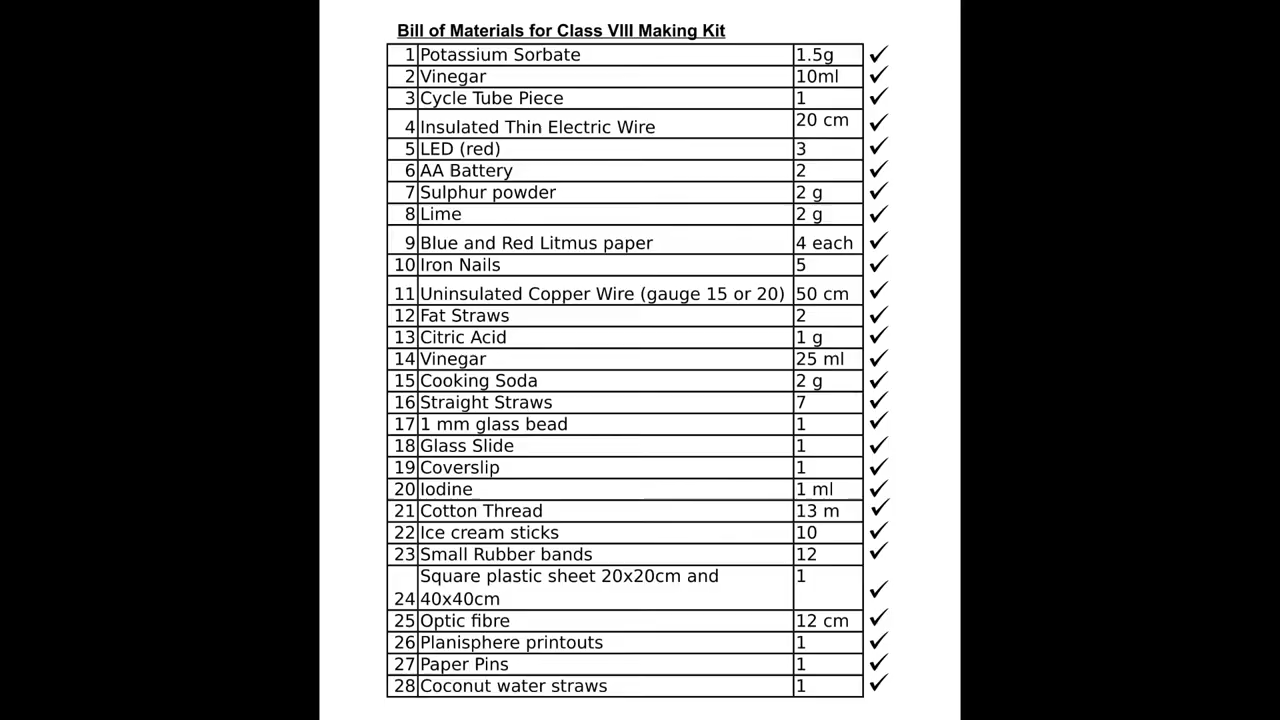 Bill of Materials for Class VIII Making Kit
1 Potassium Sorbate 1.5g ✓
2 Vinegar 10ml ✓
3 Cycle Tube Piece 1 ✓
4 Insulated Thin Electric Wire 20 cm ✓
5 LED (red) 3 ✓
6 AA Battery 2 ✓
7 Sulphur powder 2 g ✓
8 Lime 2 g ✓
9 Blue and Red Litmus paper 4 each ✓
10 Iron Nails 5 ✓
11 Uninsulated Copper Wire (gauge 15 or 20) 50 cm ✓
12 Fat Straws 2 ✓
13 Citric Acid 1 g ✓
14 Vinegar 25 ml ✓
15 Cooking Soda 2 g ✓
16 Straight Straws 7 ✓
17 1 mm glass bead 1 ✓
18 Glass Slide 1 ✓
19 Coverslip 1 ✓
20 Iodine 1 ml ✓
21 Cotton Thread 13 m ✓
22 Ice cream sticks 10 ✓
23 Small Rubber bands 12 ✓
Square plastic sheet 20x20cm and 1
24 40x40cm ✓
25 Optic fibre 12 cm ✓
26 Planisphere printouts 1 ✓
27 Paper Pins 1 ✓
28 Coconut water straws 1 ✓